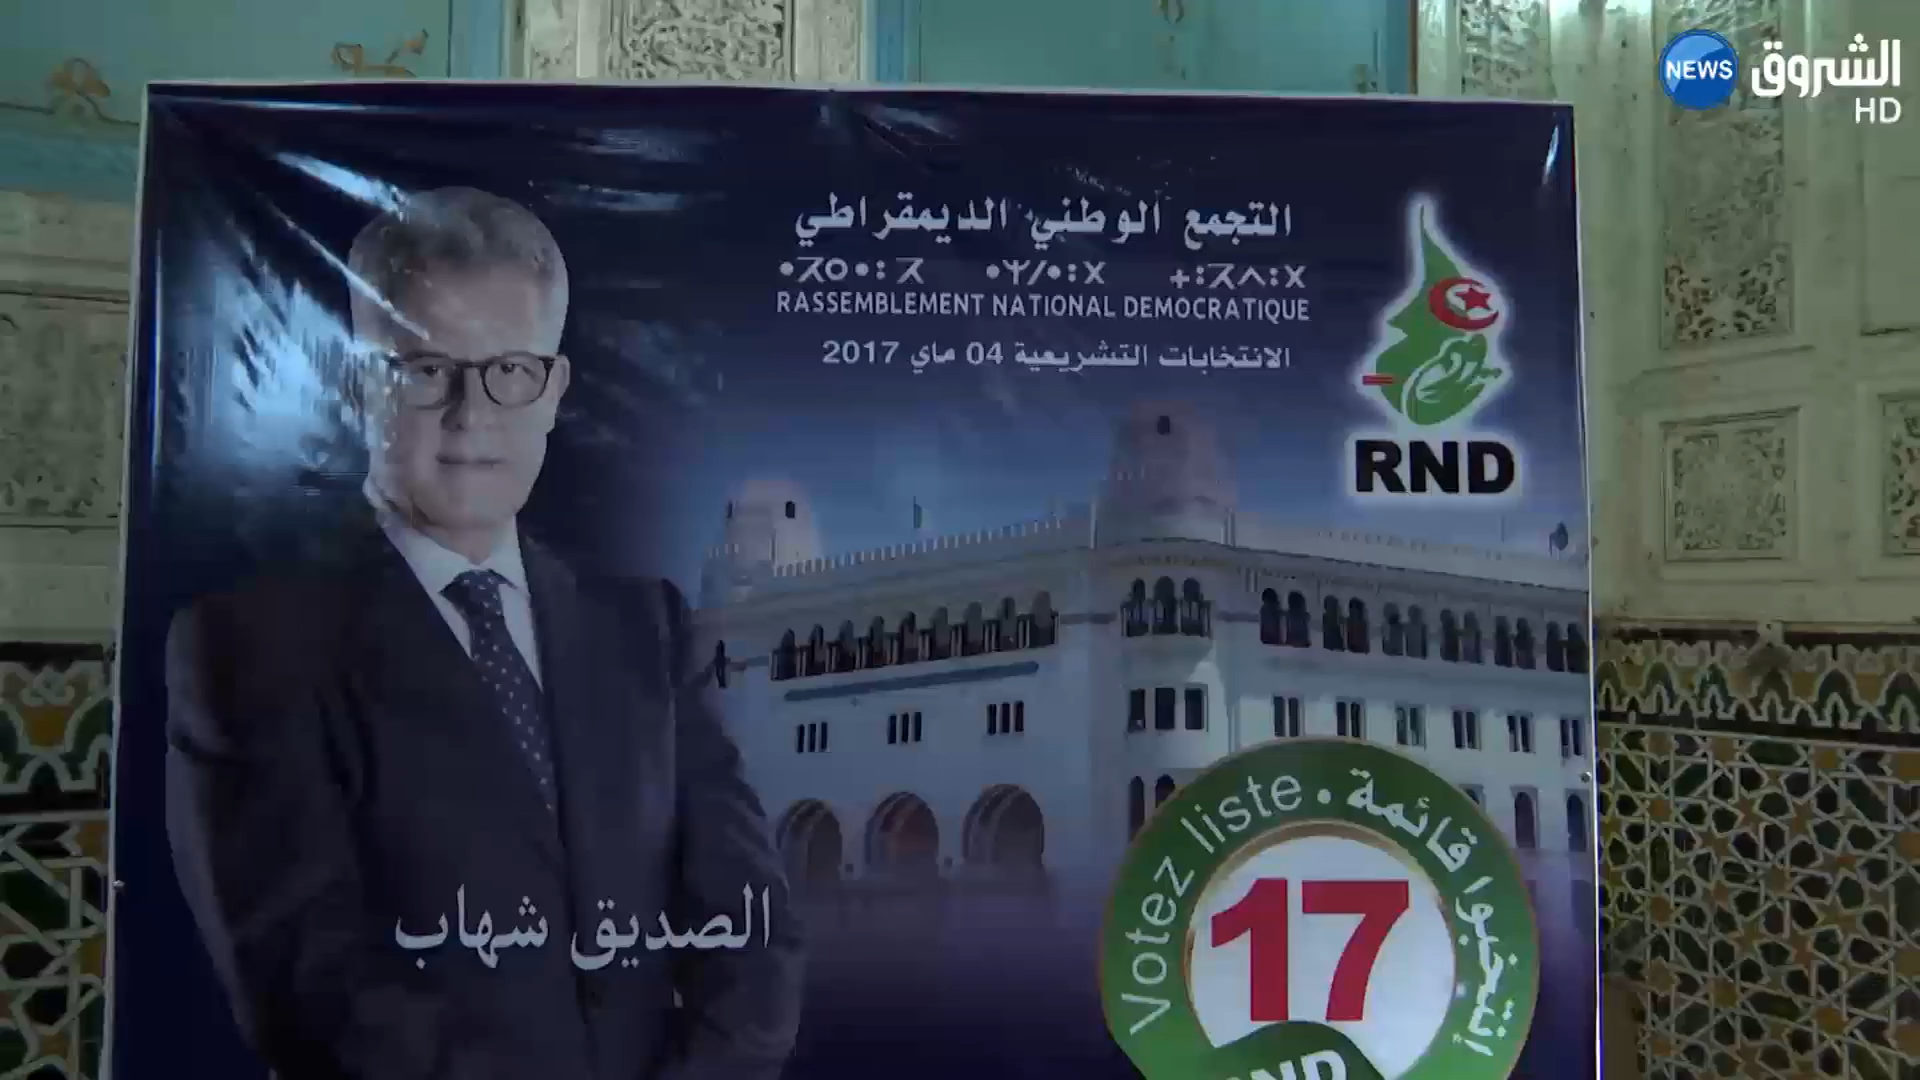 NEWS الشروق
HD
التجمع الوطني الديمقراطي
RASSEMBLEMENT NATIONAL DEMOCRATIQUE
الانتخابات التشريعية 04 ماي 2017
RND
الصديق شهاب
Votez liste • إنتخبوا قائمة
17